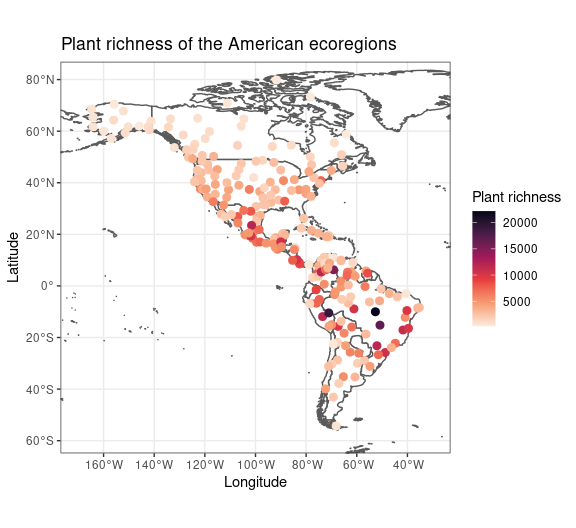 Plant richness of the American ecoregions
80°N
60°N
40°N
20°N
0°
20°S
40°S
60°S
Latitude
160°W 140°W 120°W 100°W 80°W 60°W 40°W
Longitude
Plant richness
20000
15000
10000
5000